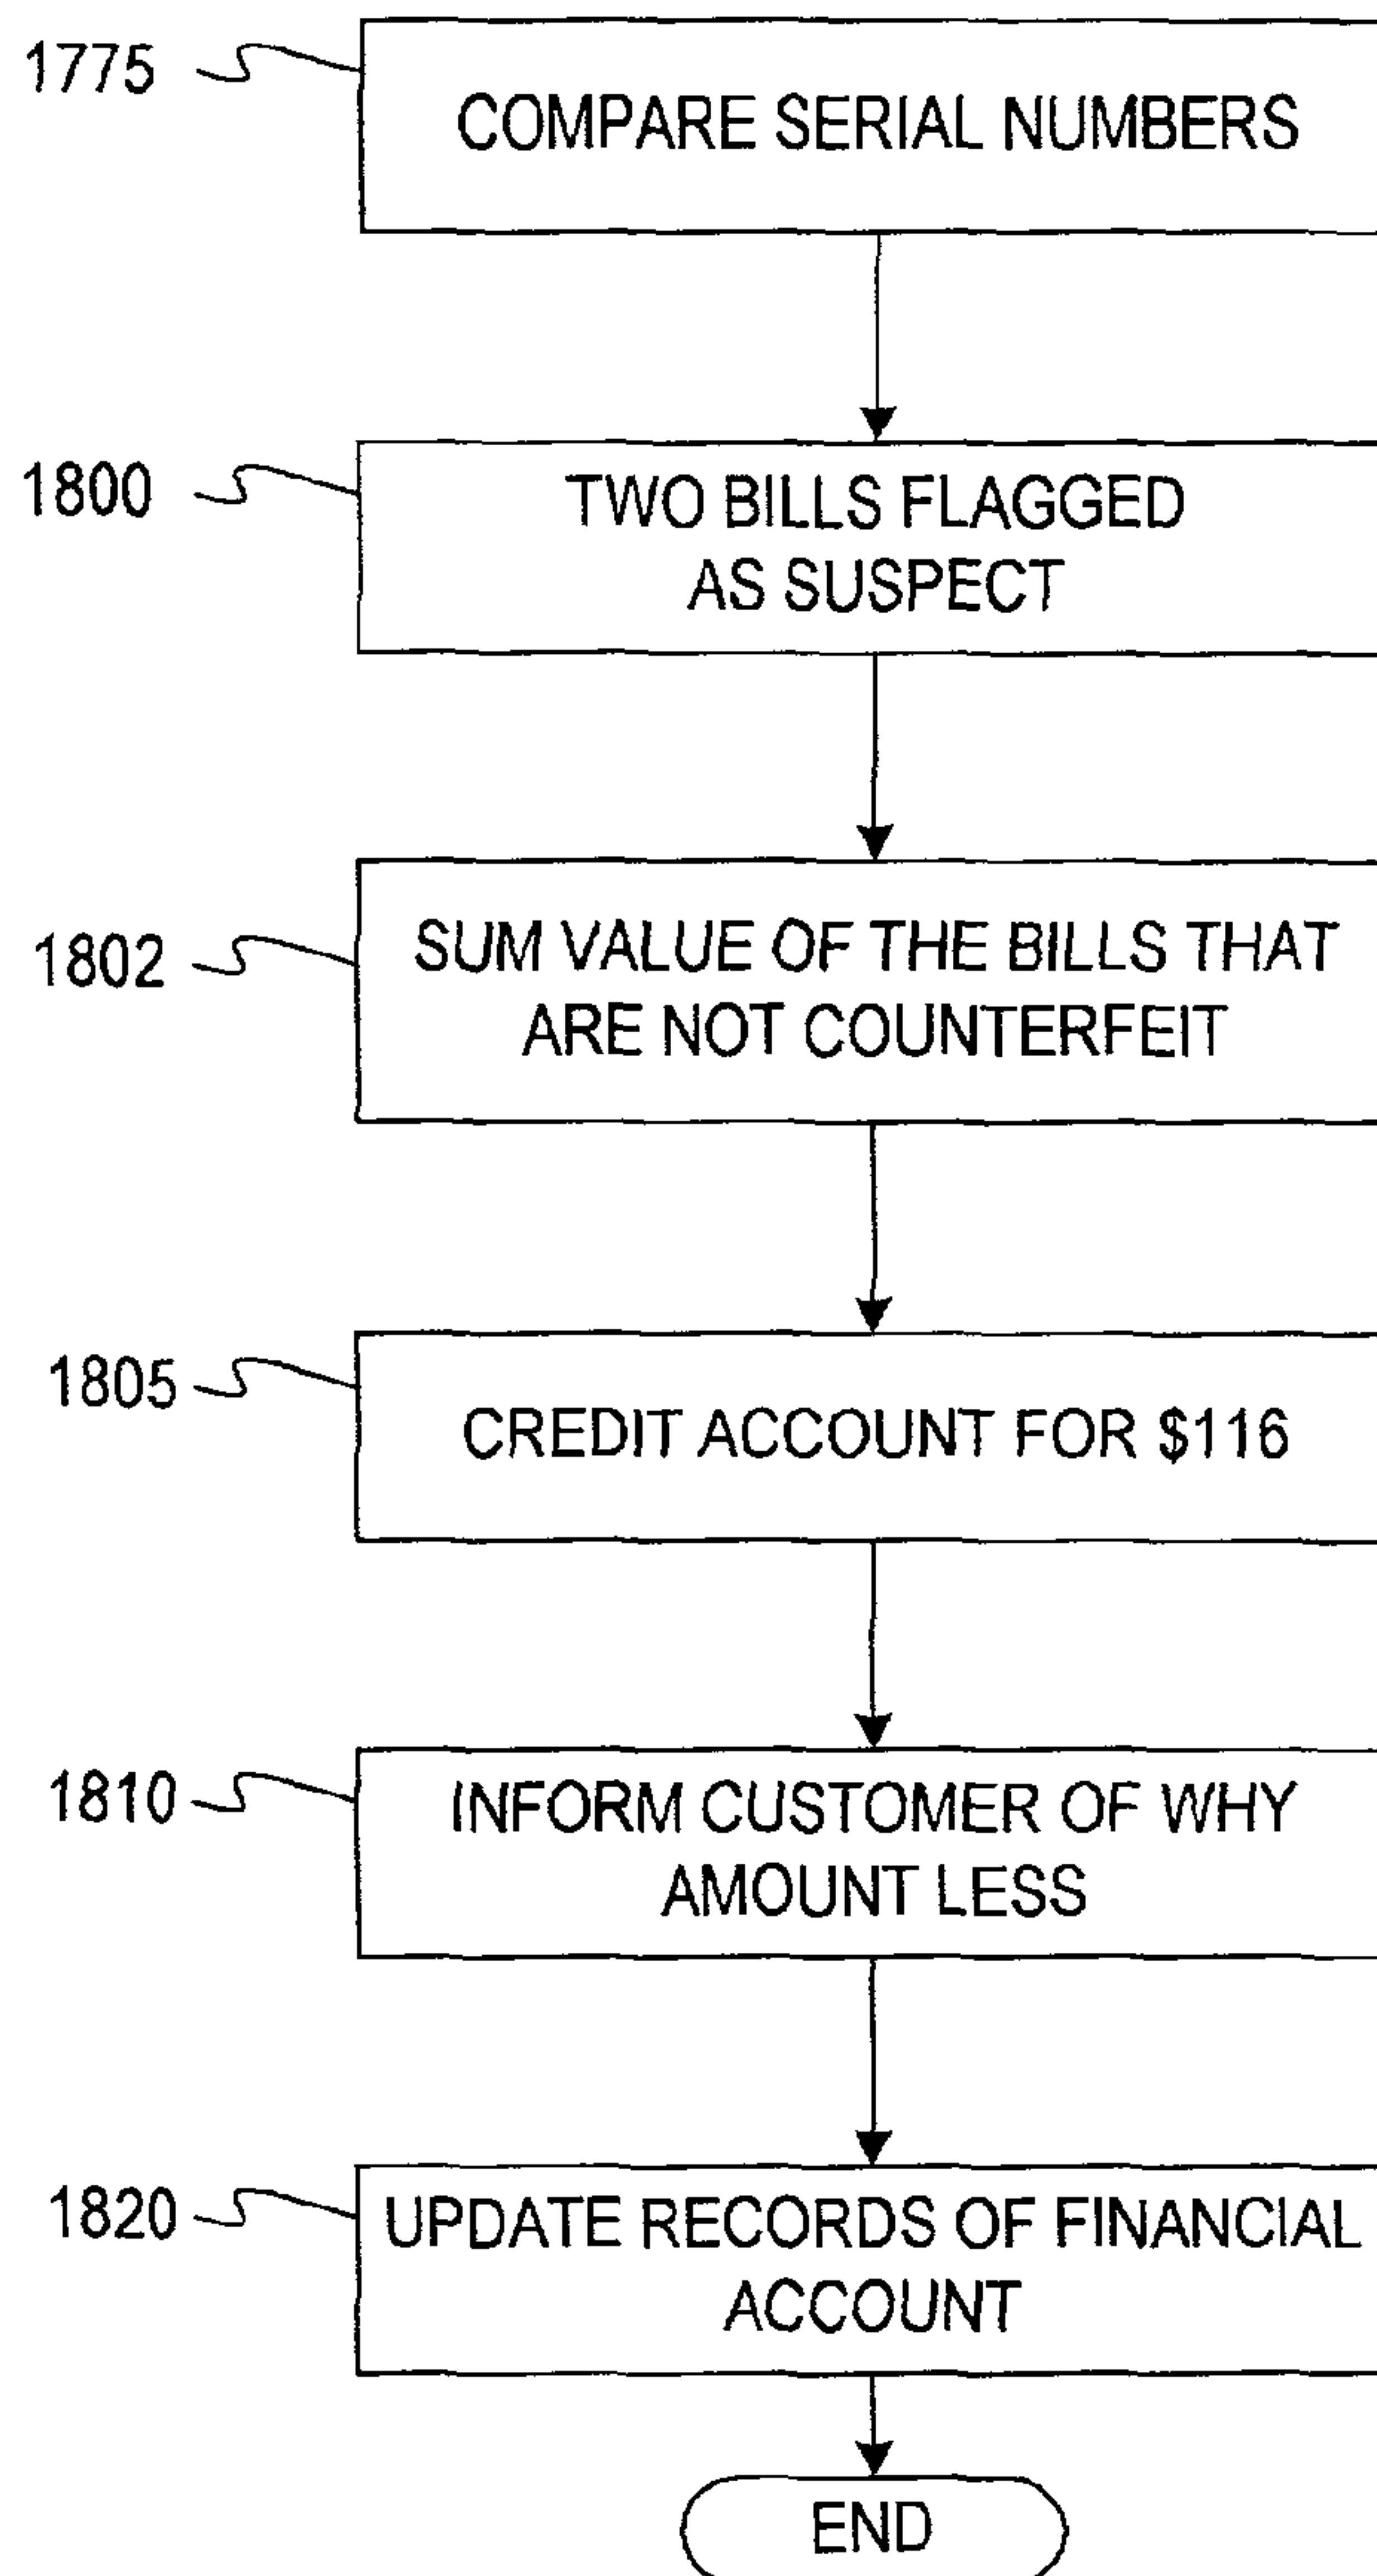 1775
COMPARE SERIAL NUMBERS
1800
TWO BILLS FLAGGED
AS SUSPECT
1802
SUM VALUE OF THE BILLS THAT
ARE NOT COUNTERFEIT
1805
CREDIT ACCOUNT FOR $116
1810
INFORM CUSTOMER OF WHY
AMOUNT LESS
1820
UPDATE RECORDS OF FINANCIAL
ACCOUNT
END